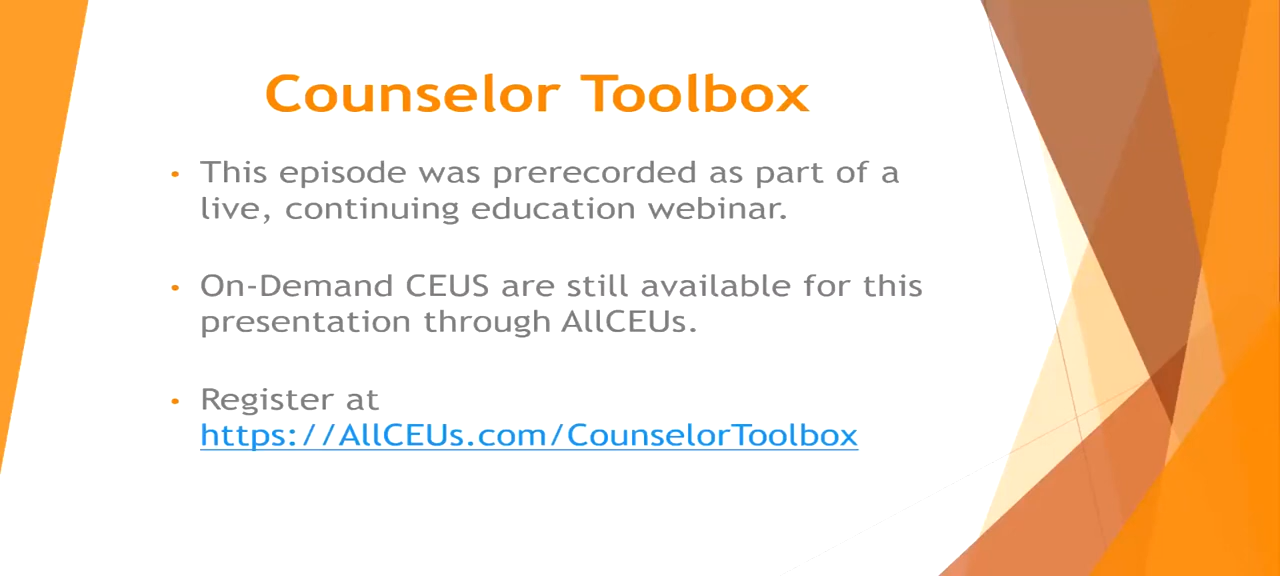 Counselor Toolbox
• This episode was prerecorded as part of a
live, continuing education webinar.
• On-Demand CEUS are still available for this
presentation through AllCEUs.
• Register at
https://AllCEUs.com/CounselorToolbox